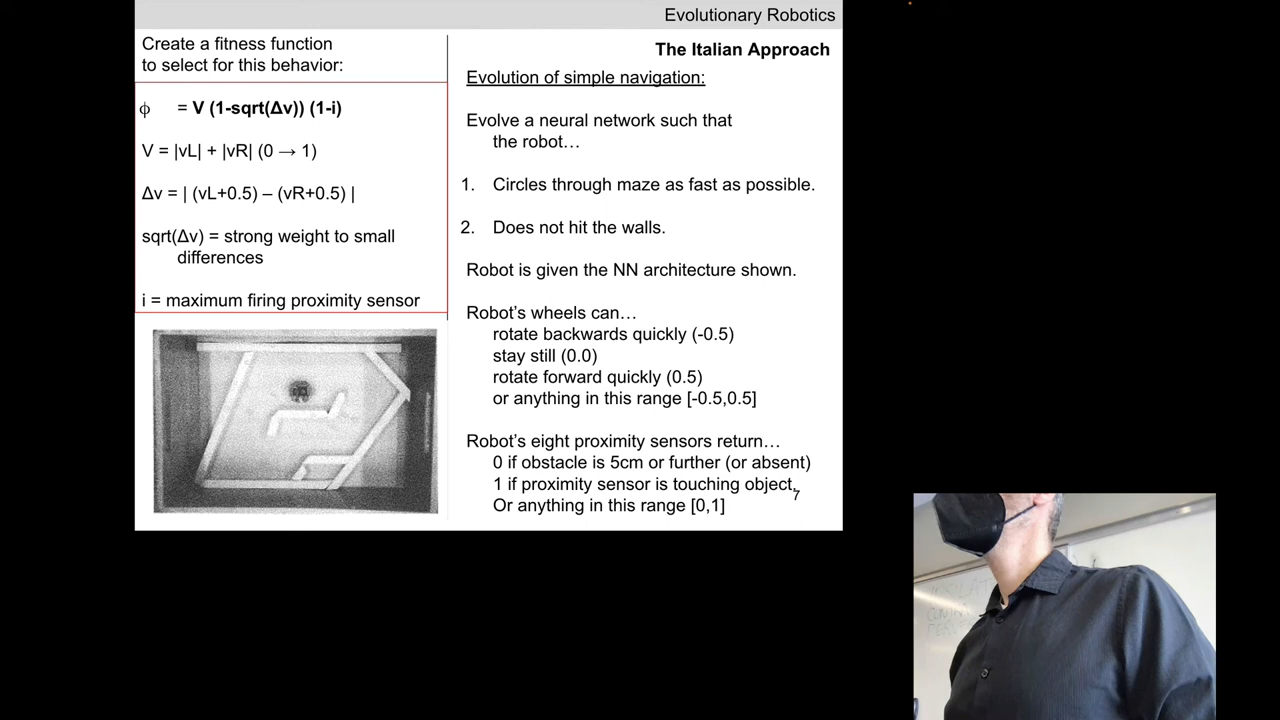 Evolutionary Robotics
Create a fitness function
to select for this behavior:
ϕ = V (1-sqrt(Δv)) (1-i)
V = |vL| + |vR| (0 → 1)
Δv = | (vL+0.5) – (vR+0.5) |
sqrt(Δv) = strong weight to small
differences
i = maximum firing proximity sensor
The Italian Approach
Evolution of simple navigation:
Evolve a neural network such that
the robot…
1. Circles through maze as fast as possible.
2. Does not hit the walls.
Robot is given the NN architecture shown.
Robot’s wheels can…
rotate backwards quickly (-0.5)
stay still (0.0)
rotate forward quickly (0.5)
or anything in this range [-0.5,0.5]
Robot’s eight proximity sensors return…
0 if obstacle is 5cm or further (or absent)
1 if proximity sensor is touching object.
Or anything in this range [0,1]
7